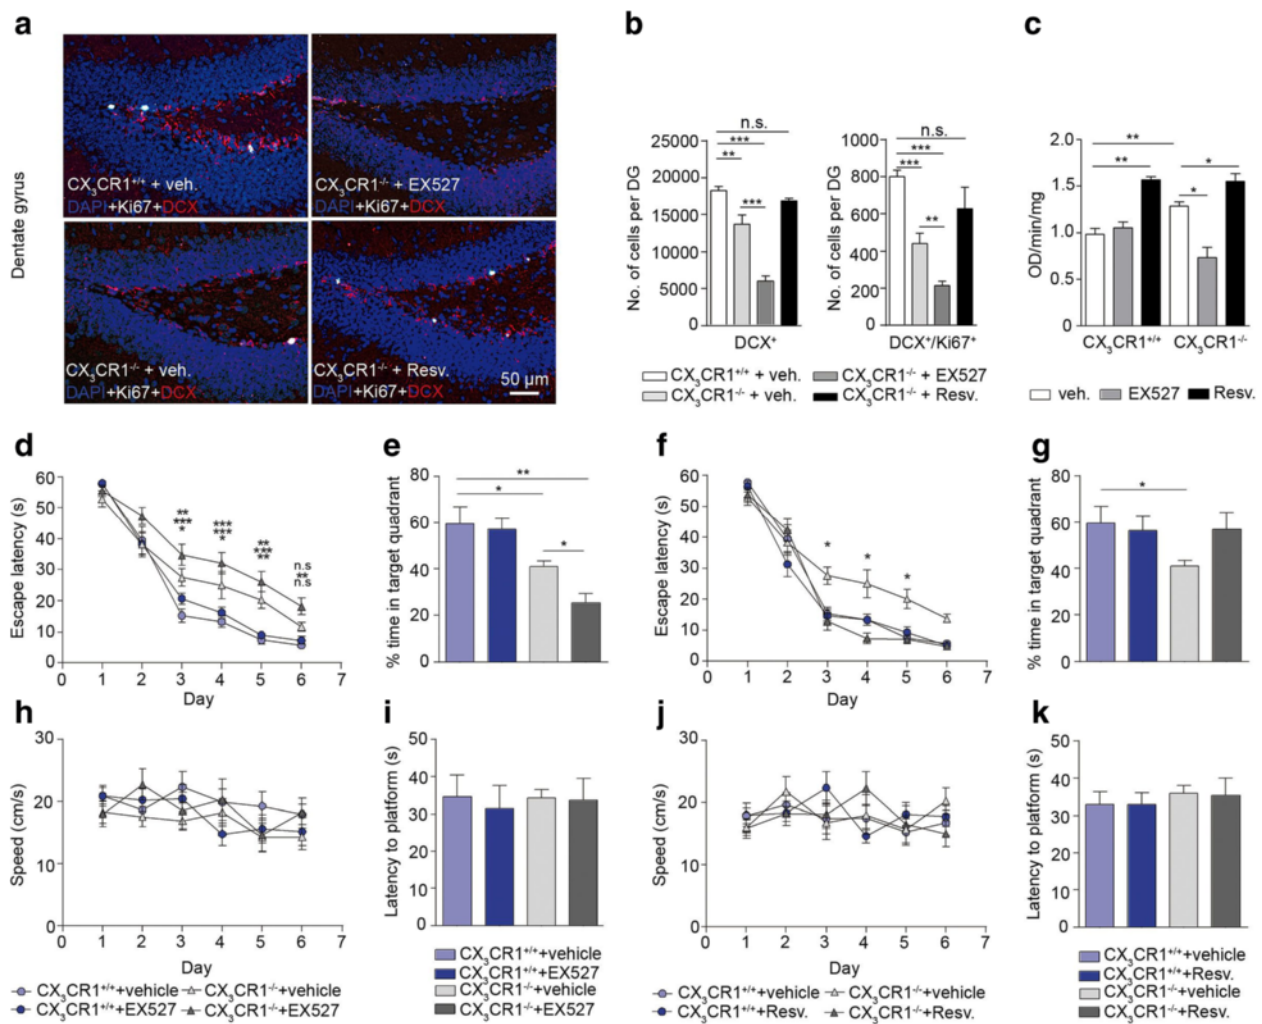 a
b
c
Dentate gyrus
CX3CR1+/+ + veh.
DAPI+Ki67+DCX
CX3CR1-/- + EX527
DAPI+Ki67+DCX
CX3CR1-/- + veh.
DAPI+Ki67+DCX
CX3CR1-/- + Resv.
DAPI+Ki67+DCX
50 µm
No. of cells per DG
25000
20000
15000
10000
5000
0
n.s.
***
**
***
DCX+
No. of cells per DG
1000
800
600
400
200
0
n.s.
***
***
**
DCX+/Ki67+
CX3CR1+/+ + veh.
CX3CR1-/- + EX527
CX3CR1-/- + veh.
CX3CR1-/- + Resv.
OD/min/mg
2.0
1.5
1.0
0.5
0
**
**
*
*
CX3CR1+/+
CX3CR1-/-
veh.
EX527
Resv.
d
e
f
g
Escape latency (s)
60
50
40
30
20
10
0
**
***
*
***
***
*
**
***
**
n.s
**
n.s
0 1 2 3 4 5 6 7
Day
% time in target quadrant
80
60
40
20
0
**
*
*
Escape latency (s)
60
50
40
30
20
10
0
*
*
*
0 1 2 3 4 5 6 7
Day
% time in target quadrant
80
60
40
20
0
*
h
i
j
k
Speed (cm/s)
30
20
10
0
0 1 2 3 4 5 6 7
Day
CX3CR1+/++vehicle
CX3CR1-/-+vehicle
CX3CR1+/++EX527
CX3CR1-/-+EX527
Latency to platform (s)
50
40
30
20
10
0
CX3CR1+/++vehicle
CX3CR1+/++EX527
CX3CR1-/-+vehicle
CX3CR1-/-+EX527
Speed (cm/s)
30
20
10
0
0 1 2 3 4 5 6 7
Day
CX3CR1+/++vehicle
CX3CR1-/-+vehicle
CX3CR1+/++Resv.
CX3CR1-/-+Resv.
Latency to platform (s)
50
40
30
20
10
0
CX3CR1+/++vehicle
CX3CR1+/++Resv.
CX3CR1-/-+vehicle
CX3CR1-/-+Resv.